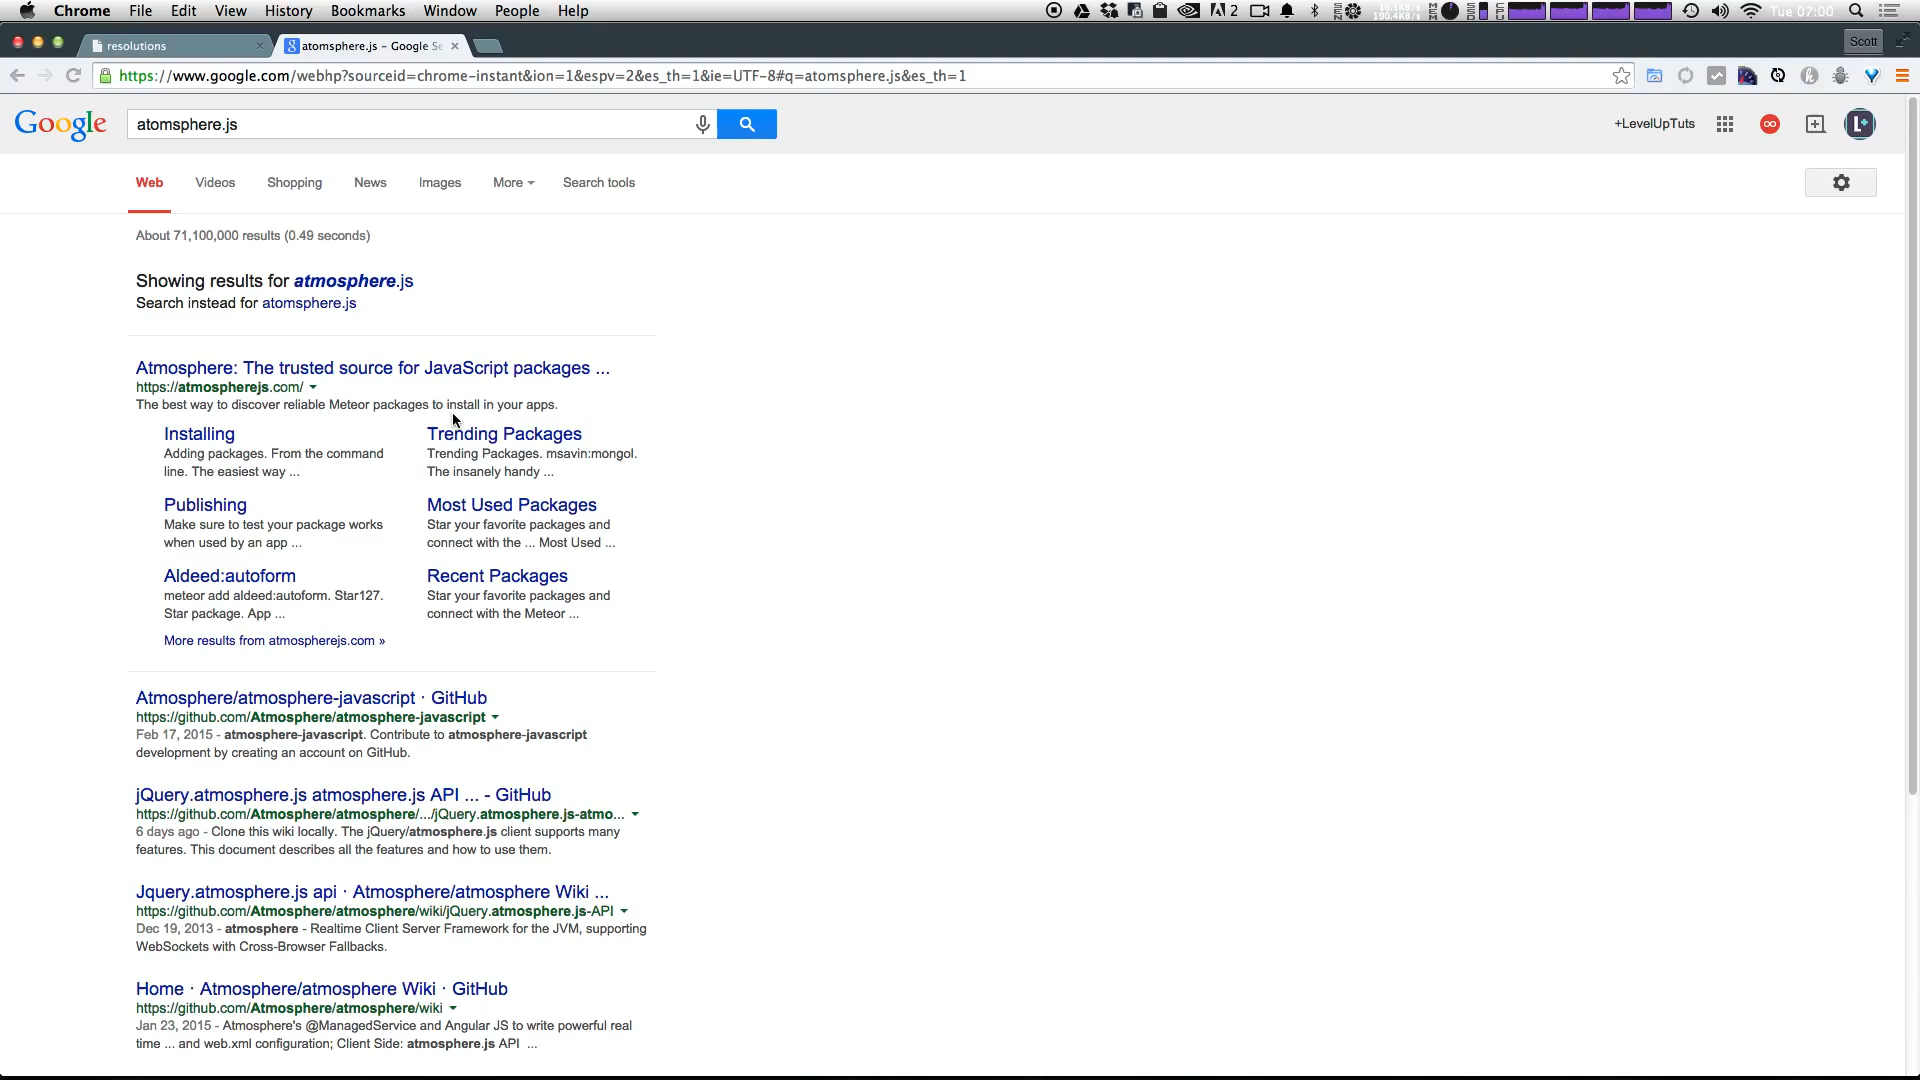 Chrome File Edit View History Bookmarks Window People Help 2 Tue 07:00
resolutions atomsphere.js – Google Se Scott
https://www.google.com/webhp?sourceid=chrome-instant&ion=1&espv=2&es_th=1&ie=UTF-8#q=atomsphere.js&es_th=1
Google atomsphere.js +LevelUpTuts L+
Web Videos Shopping News Images More Search tools
About 71,100,000 results (0.49 seconds)
Showing results for atmosphere.js
Search instead for atomsphere.js
Atmosphere: The trusted source for JavaScript packages ...
https://atmospherejs.com/
The best way to discover reliable Meteor packages to install in your apps.
Installing
Adding packages. From the command
line. The easiest way ...
Trending Packages
Trending Packages. msavin:mongol.
The insanely handy ...
Publishing
Make sure to test your package works
when used by an app ...
Most Used Packages
Star your favorite packages and
connect with the ... Most Used ...
Aldeed:autoform
meteor add aldeed:autoform. Star127.
Star package. App ...
Recent Packages
Star your favorite packages and
connect with the Meteor ...
More results from atmospherejs.com »
Atmosphere/atmosphere-javascript · GitHub
https://github.com/Atmosphere/atmosphere-javascript
Feb 17, 2015 - atmosphere-javascript. Contribute to atmosphere-javascript
development by creating an account on GitHub.
jQuery.atmosphere.js atmosphere.js API ... - GitHub
https://github.com/Atmosphere/atmosphere/.../jQuery.atmosphere.js-atmo...
6 days ago - Clone this wiki locally. The jQuery/atmosphere.js client supports many
features. This document describes all the features and how to use them.
Jquery.atmosphere.js api · Atmosphere/atmosphere Wiki ...
https://github.com/Atmosphere/atmosphere/wiki/jQuery.atmosphere.js-API
Dec 19, 2013 - atmosphere - Realtime Client Server Framework for the JVM, supporting
WebSockets with Cross-Browser Fallbacks.
Home · Atmosphere/atmosphere Wiki · GitHub
https://github.com/Atmosphere/atmosphere/wiki
Jan 23, 2015 - Atmosphere's @ManagedService and Angular JS to write powerful real
time ... and web.xml configuration; Client Side: atmosphere.js API ...